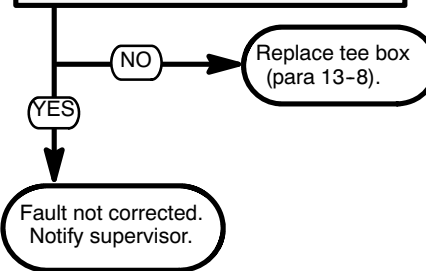 NO
Replace tee box
(para 13-8).
YES
Fault not corrected.
Notify supervisor.